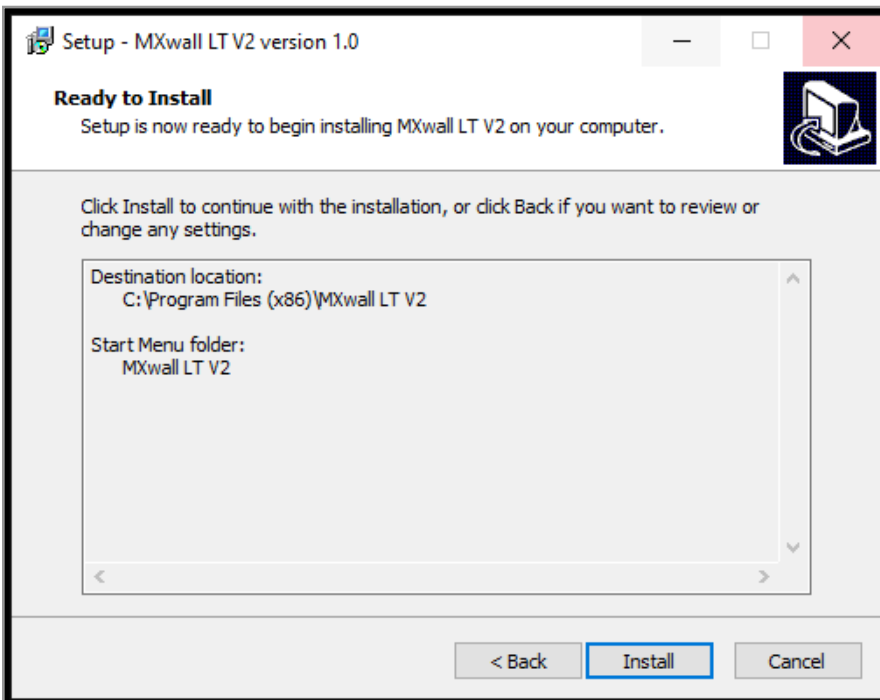 Setup - MXwall LT V2 version 1.0
Ready to Install
Setup is now ready to begin installing MXwall LT V2 on your computer.
Click Install to continue with the installation, or click Back if you want to review or
change any settings.
Destination location:
C:\Program Files (x86)\MXwall LT V2
Start Menu folder:
MXwall LT V2
< Back
Install
Cancel